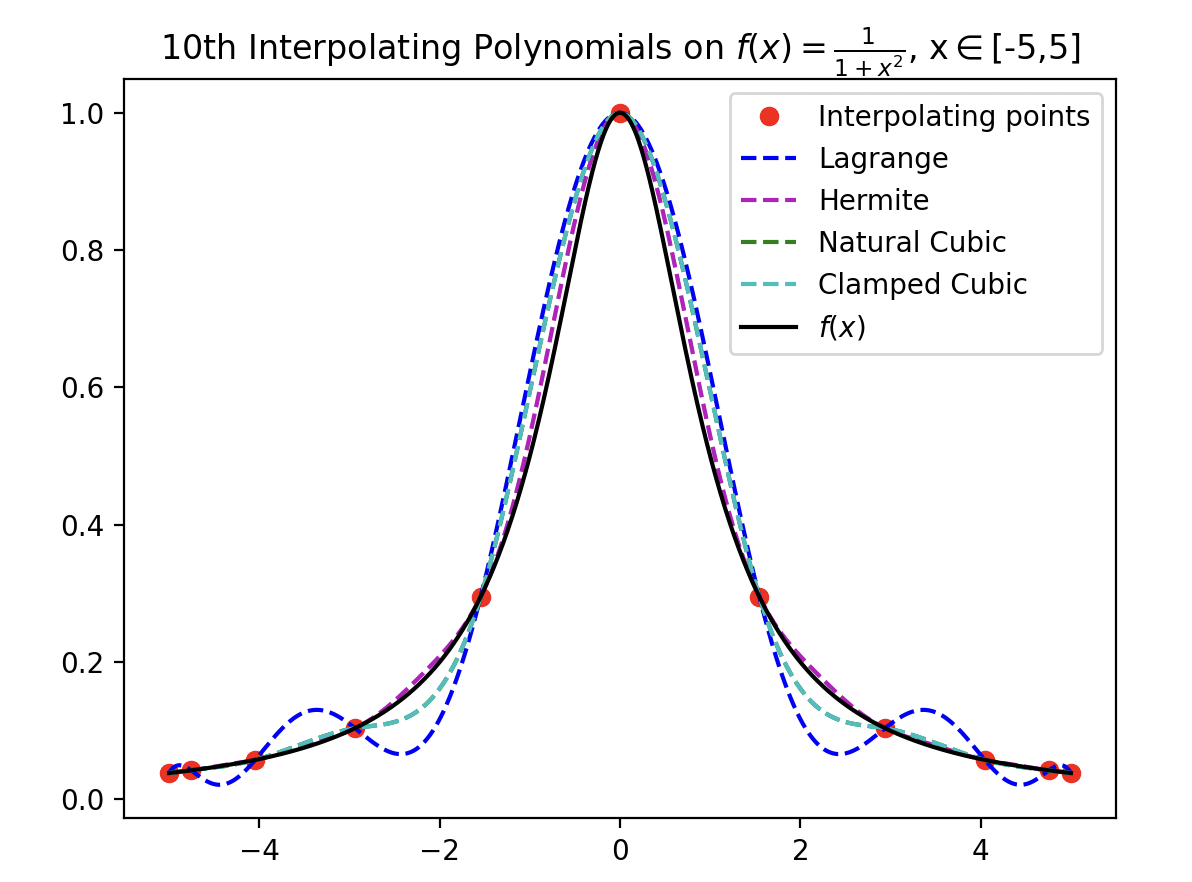 10th Interpolating Polynomials on f(x) = 1/(1 + x²), x ∈ [-5,5]
Interpolating points
Lagrange
Hermite
Natural Cubic
Clamped Cubic
f(x)
1.0
0.8
0.6
0.4
0.2
0.0
−4 −2 0 2 4